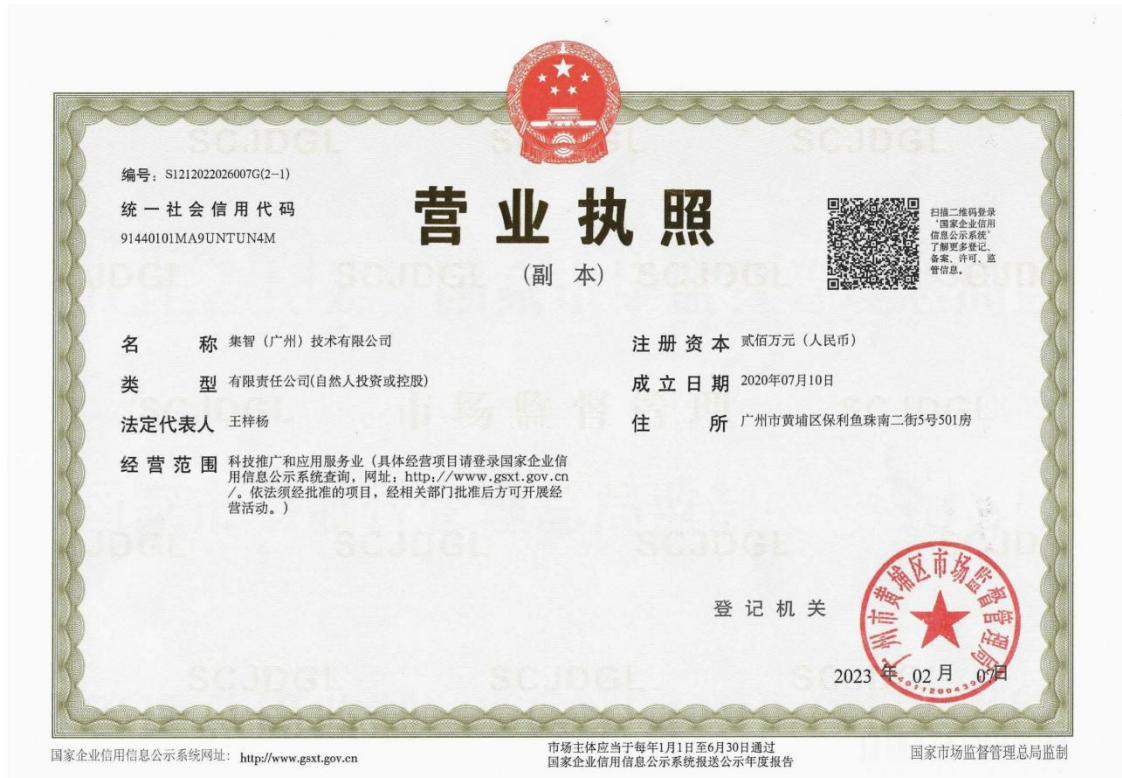 编号：S1212022026007G(2-1)
统一社会信用代码
91440101MA9UNTUN4M
营业执照
（副 本）
扫描二维码登录
‘国家企业信用
信息公示系统’
了解更多登记、
备案、许可、监
管信息。
名 称 集智（广州）技术有限公司
类 型 有限责任公司(自然人投资或控股)
法定代表人 王梓杨
经营范围 科技推广和应用服务业（具体经营项目请登录国家企业信
用信息公示系统查询，网址：http://www.gsxt.gov.cn
/。依法须经批准的项目，经相关部门批准后方可开展经
营活动。）
注册资本 贰佰万元（人民币）
成立日期 2020年07月10日
住 所 广州市黄埔区保利鱼珠南二街5号501房
登记机关
广州市黄埔区市场监督管理局
2023 年 02 月 07日
国家企业信用信息公示系统网址：http://www.gsxt.gov.cn
市场主体应当于每年1月1日至6月30日通过
国家企业信用信息公示系统报送公示年度报告
国家市场监督管理总局监制
SCJDGL
市场监督管理